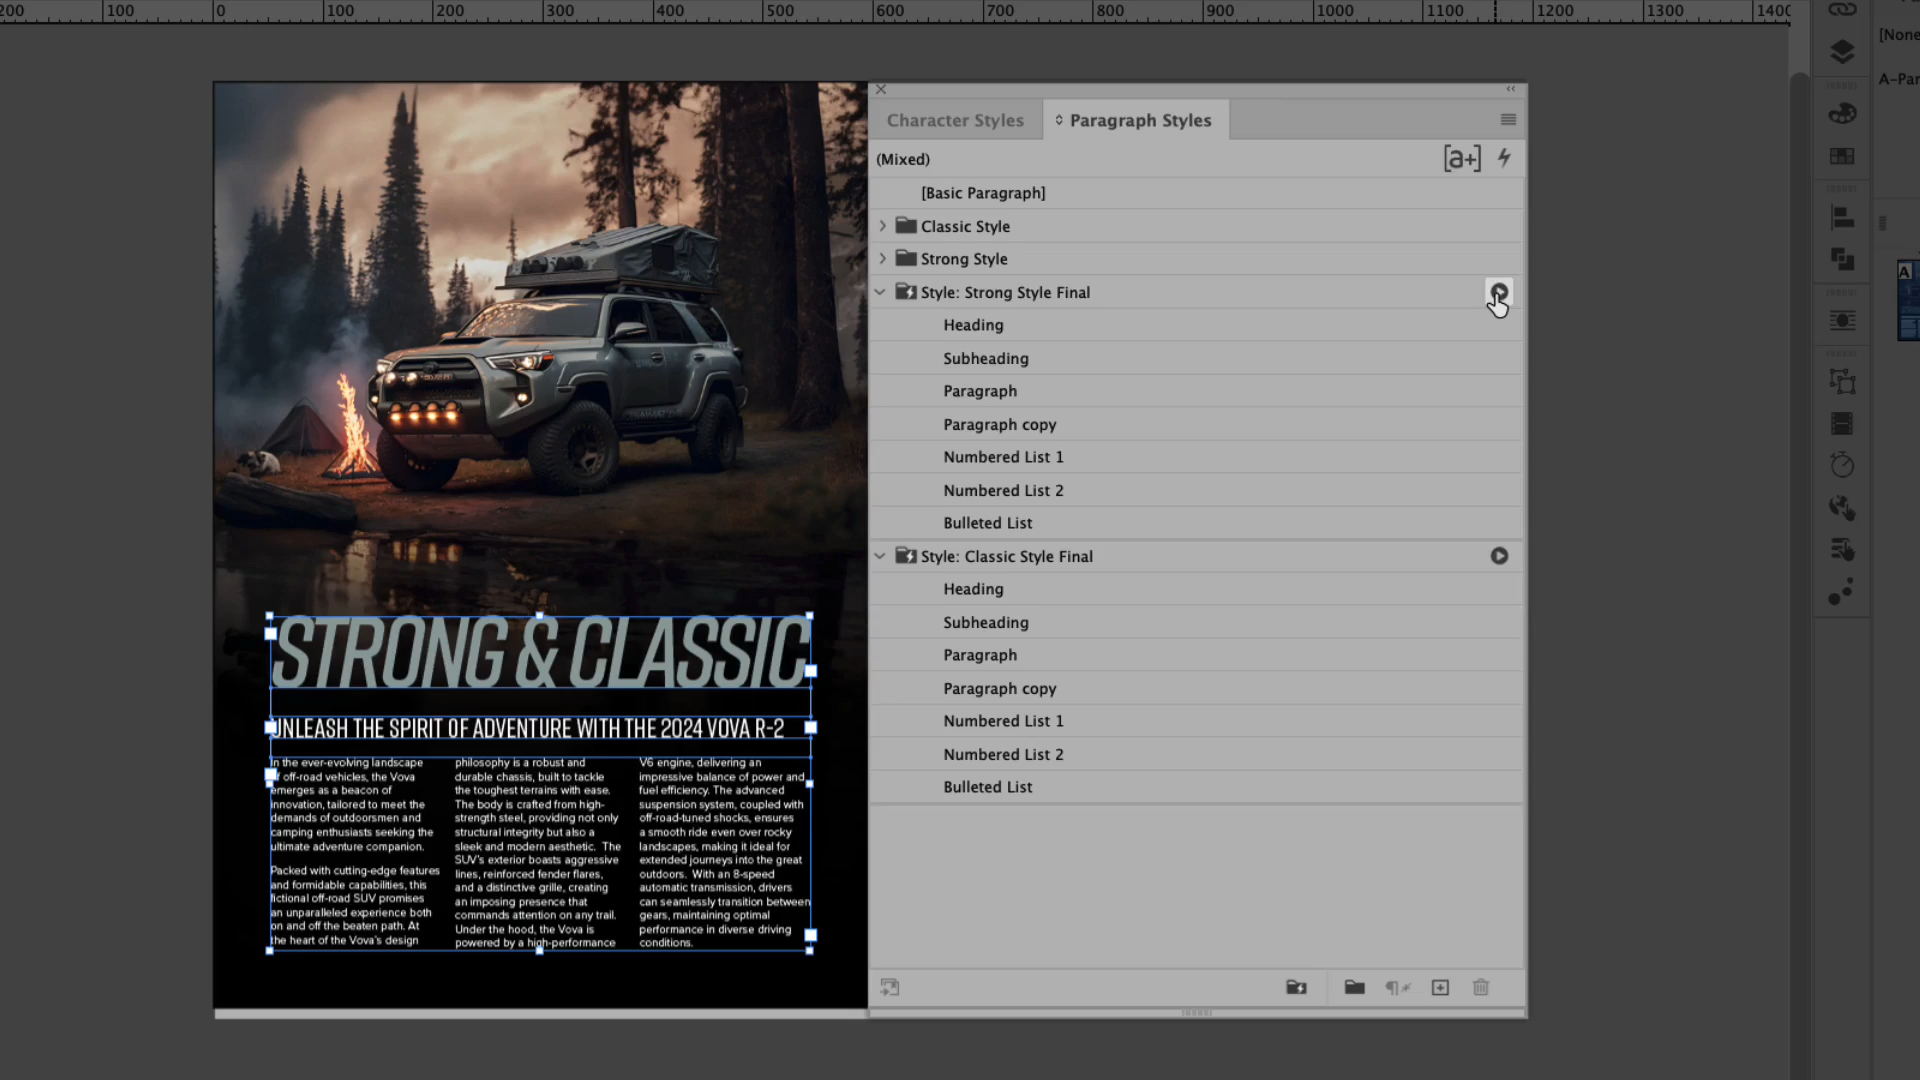 200 100 0 100 200 300 400 500 600 700 800 900 1000 1100 1200 1300
[None
A-Par
A
Character Styles
Paragraph Styles
(Mixed)
[a+]
[Basic Paragraph]
Classic Style
Strong Style
Style: Strong Style Final
Heading
Subheading
Paragraph
Paragraph copy
Numbered List 1
Numbered List 2
Bulleted List
Style: Classic Style Final
Heading
Subheading
Paragraph
Paragraph copy
Numbered List 1
Numbered List 2
Bulleted List
STRONG & CLASSIC
UNLEASH THE SPIRIT OF ADVENTURE WITH THE 2024 VOVA R-2
In the ever-evolving landscape
of off-road vehicles, the Vova
emerges as a beacon of
innovation, tailored to meet the
demands of outdoorsmen and
camping enthusiasts seeking the
ultimate adventure companion.
Packed with cutting-edge features
and formidable capabilities, this
fictional off-road SUV promises
an unparalleled experience both
on and off the beaten path. At
the heart of the Vova's design
philosophy is a robust and
durable chassis, built to tackle
the toughest terrains with ease.
The body is crafted from high-
strength steel, providing not only
structural integrity but also a
sleek and modern aesthetic. The
SUV's exterior boasts aggressive
lines, reinforced fender flares,
and a distinctive grille, creating
an imposing presence that
commands attention on any trail.
Under the hood, the Vova is
powered by a high-performance
V6 engine, delivering an
impressive balance of power and
fuel efficiency. The advanced
suspension system, coupled with
off-road-tuned shocks, ensures
a smooth ride even over rocky
landscapes, making it ideal for
extended journeys into the great
outdoors. With an 8-speed
automatic transmission, drivers
can seamlessly transition between
gears, maintaining optimal
performance in diverse driving
conditions.